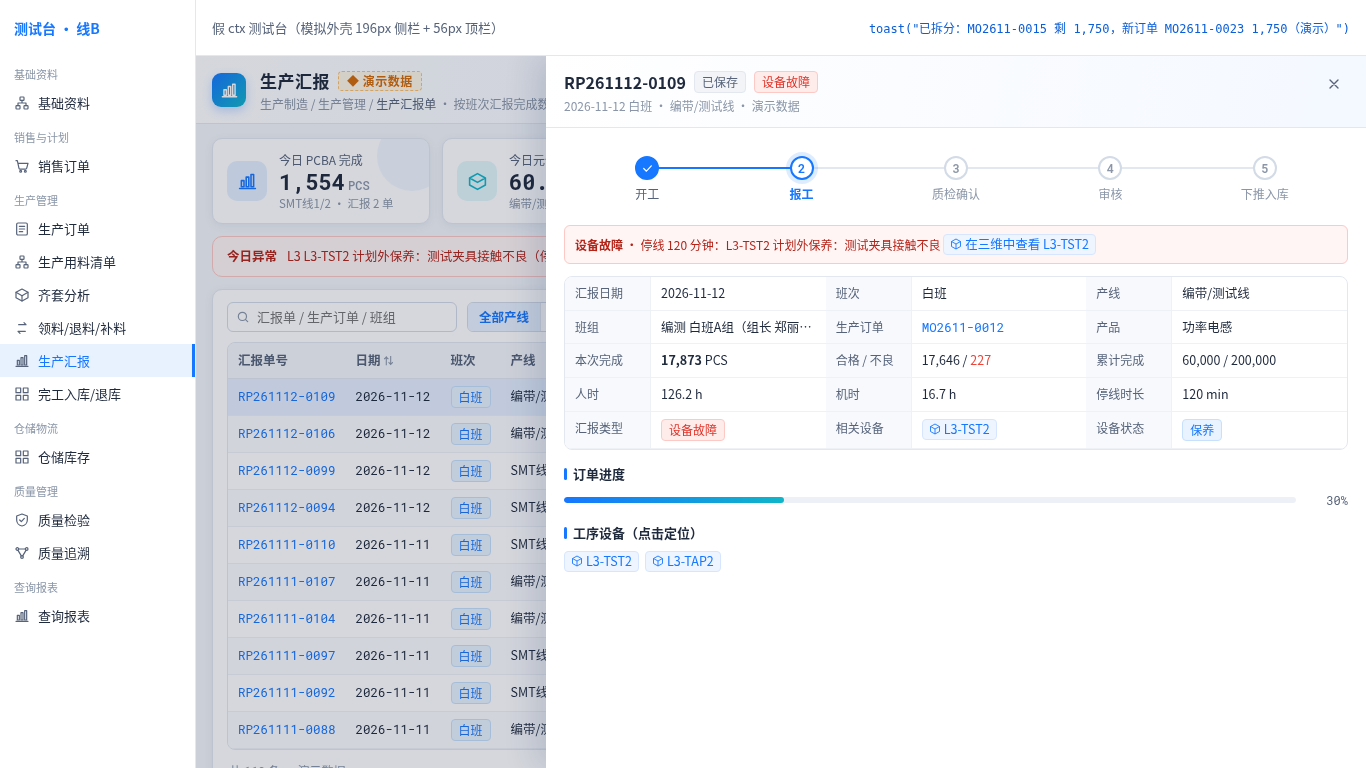 测试台 · 线B
基础资料
基础资料
销售与计划
销售订单
生产管理
生产订单
生产用料清单
齐套分析
领料/退料/补料
生产汇报
完工入库/退库
仓储物流
仓储库存
质量管理
质量检验
质量追溯
查询报表
查询报表
假 ctx 测试台（模拟外壳 196px 侧栏 + 56px 顶栏）
toast("已拆分: MO2611-0015 剩 1,750, 新订单 MO2611-0023 1,750（演示）")
生产汇报 ◆ 演示数据
生产制造 / 生产管理 / 生产汇报单 · 按班次汇报完成数
今日 PCBA 完成
1,554 PCS
SMT线1/2 · 汇报 2 单
今日元
60.
编带/测
今日异常 L3 L3-TST2 计划外保养：测试夹具接触不良
汇报单 / 生产订单 / 班组
全部产线
汇报单号 日期 班次 产线
RP261112-0109 2026-11-12 白班 编带/测
RP261112-0106 2026-11-12 白班 编带/测
RP261112-0099 2026-11-12 白班 SMT线
RP261112-0094 2026-11-12 白班 SMT线
RP261111-0110 2026-11-11 白班 SMT线
RP261111-0107 2026-11-11 白班 编带/测
RP261111-0104 2026-11-11 白班 编带/测
RP261111-0097 2026-11-11 白班 SMT线
RP261111-0092 2026-11-11 白班 SMT线
RP261111-0088 2026-11-11 白班 编带/测
RP261112-0109 已保存 设备故障
2026-11-12 白班 · 编带/测试线 · 演示数据
2 3 4 5
开工 报工 质检确认 审核 下推入库
设备故障 · 停线 120 分钟：L3-TST2 计划外保养：测试夹具接触不良 在三维中查看 L3-TST2
汇报日期 2026-11-12 班次 白班 产线 编带/测试线
班组 编测 白班A组（组长 郑丽… 生产订单 MO2611-0012 产品 功率电感
本次完成 17,873 PCS 合格 / 不良 17,646 / 227 累计完成 60,000 / 200,000
人时 126.2 h 机时 16.7 h 停线时长 120 min
汇报类型 设备故障 相关设备 L3-TST2 设备状态 保养
订单进度
30%
工序设备（点击定位）
L3-TST2 L3-TAP2